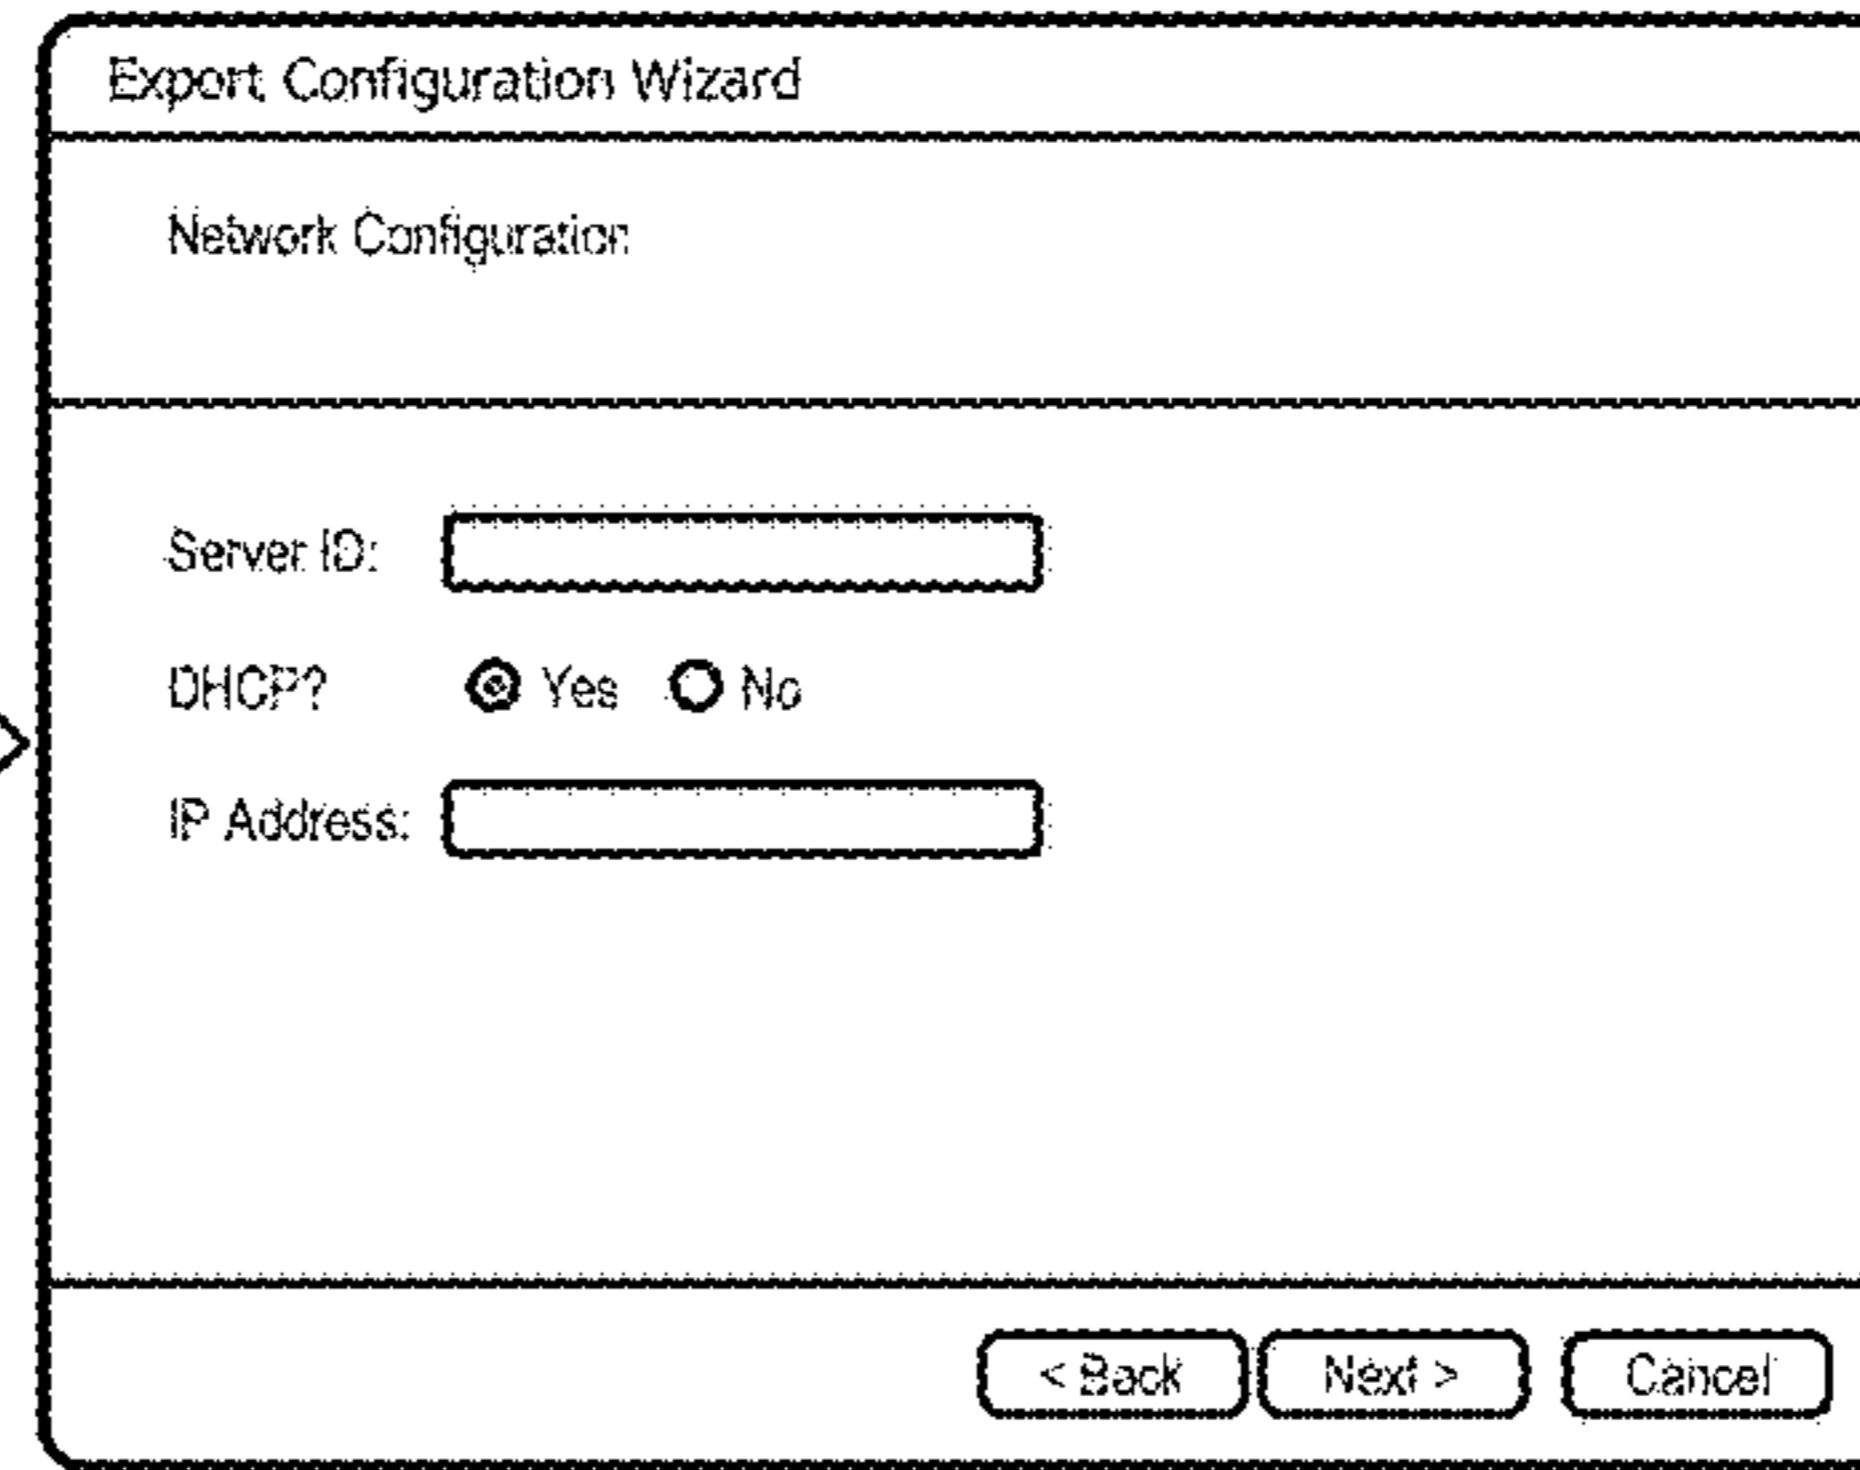 Export Configuration Wizard
Network Configuration
Server ID:
DHCP? Yes No
IP Address:
< Back Next > Cancel